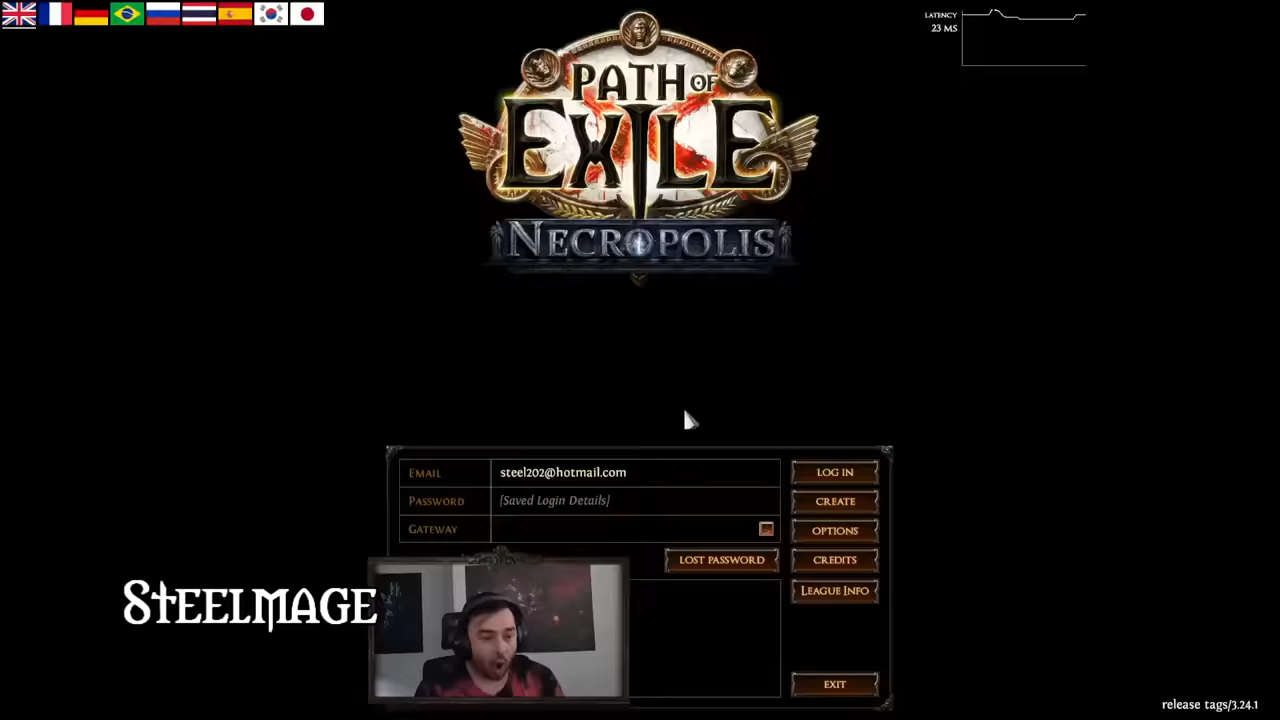 LATENCY
23 MS
PATH OF
EXILE
NECROPOLIS
EMAIL
steel202@hotmail.com
LOG IN
PASSWORD
[Saved Login Details]
CREATE
GATEWAY
OPTIONS
LOST PASSWORD
CREDITS
LEAGUE INFO
STEELMAGE
EXIT
release tags/3.24.1